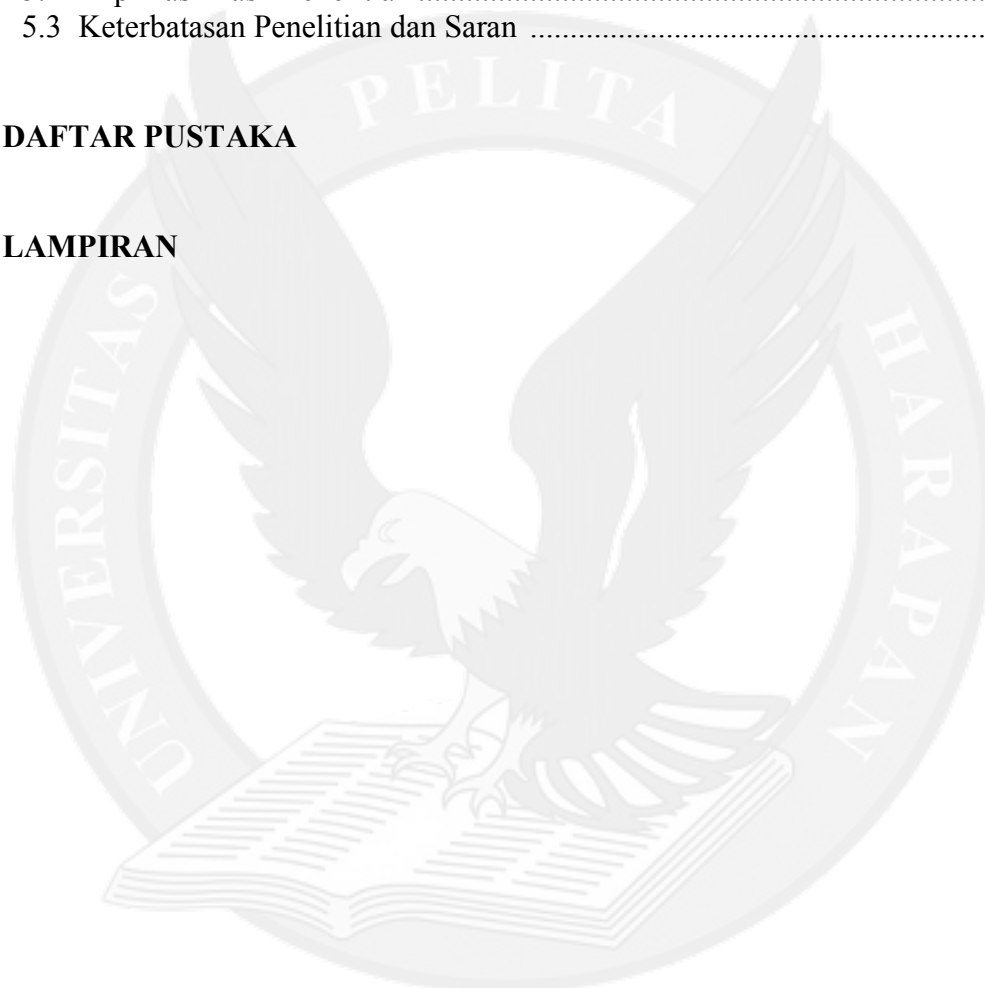 5.3 Keterbatasan Penelitian dan Saran ..........................................................
DAFTAR PUSTAKA
LAMPIRAN
UNIVERSITAS PELITA HARAPAN